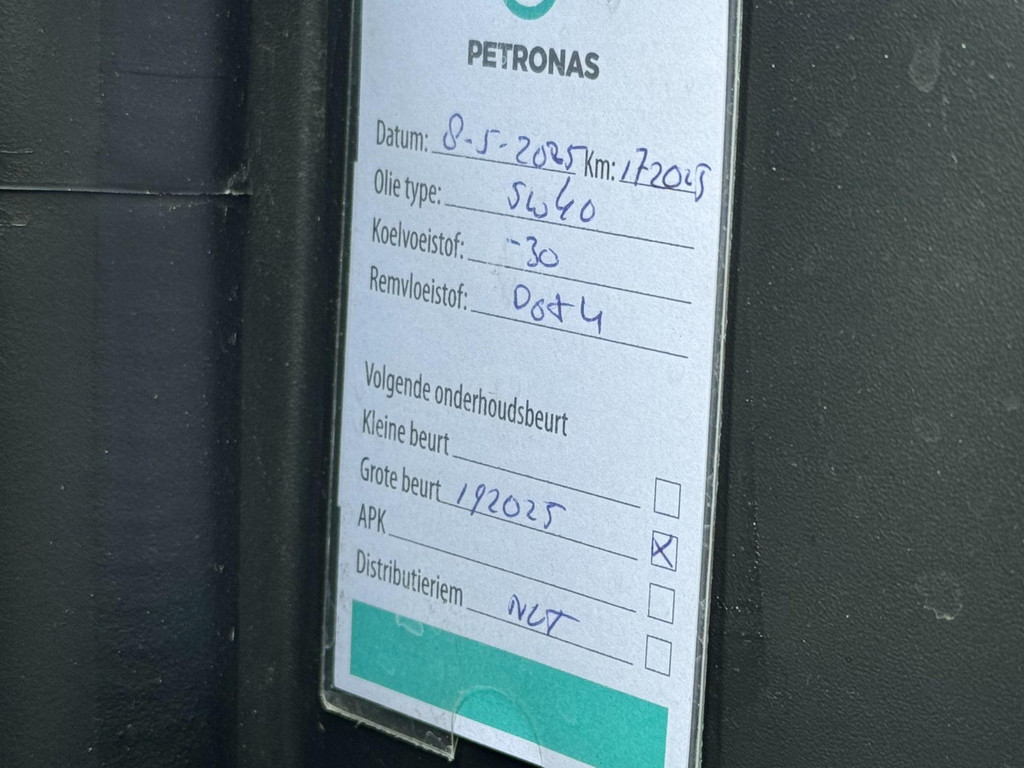 PETRONAS
Datum: 8-5-2025 Km: 172025
Olie type: 5w40
Koelvoeistof: -30
Remvloeistof: Dot 4
Volgende onderhoudsbeurt
Kleine beurt
Grote beurt 192025 X
APK
Distributieriem